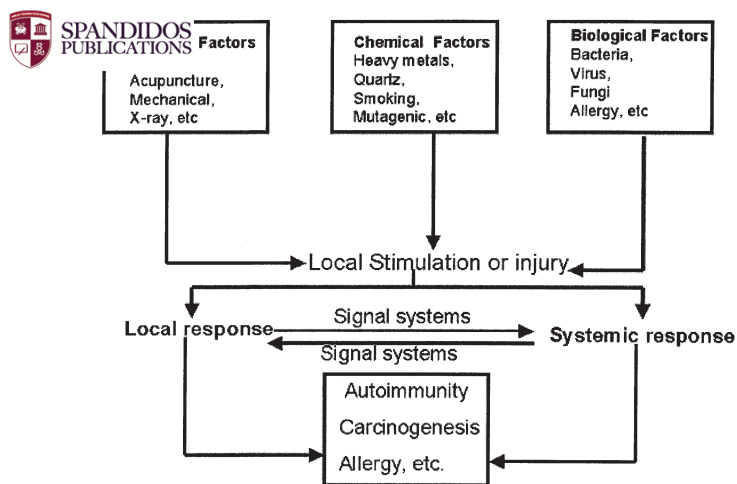 SPANDIDOS
PUBLICATIONS
Factors
Acupuncture,
Mechanical,
X-ray, etc
Chemical Factors
Heavy metals,
Quartz,
Smoking,
Mutagenic, etc
Biological Factors
Bacteria,
Virus,
Fungi
Allergy, etc
Local Stimulation or injury
Local response
Signal systems
Signal systems
Systemic response
Autoimmunity
Carcinogenesis
Allergy, etc.